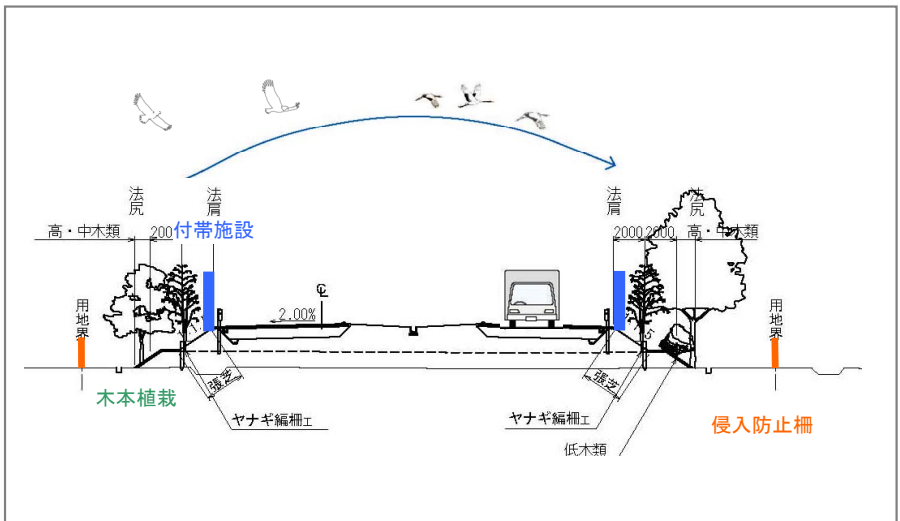 法尻
法肩
高・中木類
200
付帯施設
法肩
法尻
2000
2000
高・中木類
℄
2.00%
用地界
用地界
木本植栽
張芝
ヤナギ編柵工
張芝
ヤナギ編柵工
低木類
侵入防止柵